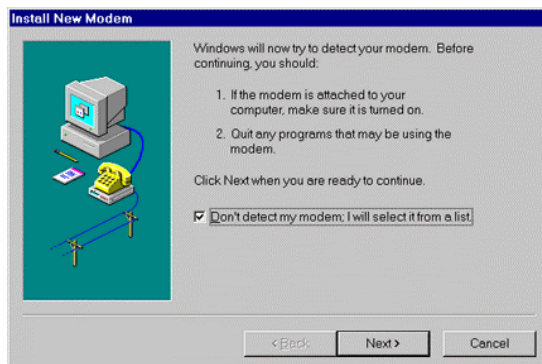 Install New Modem
Windows will now try to detect your modem. Before
continuing, you should:
1. If the modem is attached to your
computer, make sure it is turned on.
2. Quit any programs that may be using the
modem.
Click Next when you are ready to continue.
Don't detect my modem; I will select it from a list.
< Back
Next >
Cancel